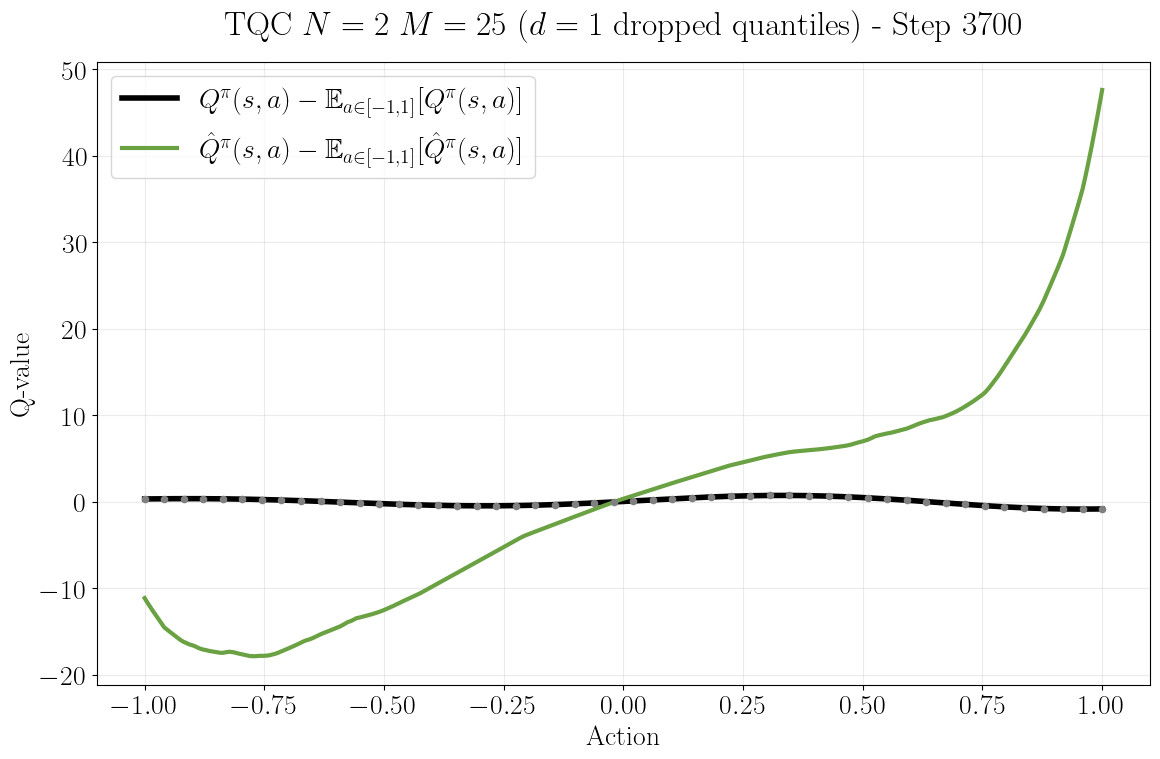 TQC N = 2 M = 25 (d = 1 dropped quantiles) - Step 3700
Q^π(s, a) − 𝔼_{a∈[−1,1]}[Q^π(s, a)]
Q̂^π(s, a) − 𝔼_{a∈[−1,1]}[Q̂^π(s, a)]
50
40
30
20
10
0
−10
−20
Q-value
−1.00 −0.75 −0.50 −0.25 0.00 0.25 0.50 0.75 1.00
Action